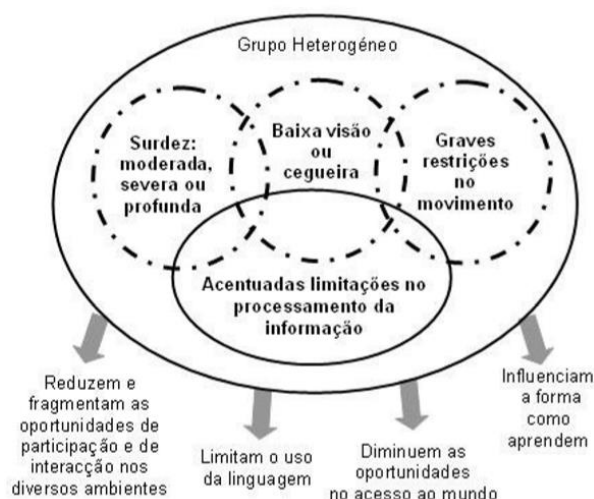 Grupo Heterogéneo
Surdez:
moderada,
severa ou
profunda
Baixa visão
ou
cegueira
Graves
restrições
no
movimento
Acentuadas limitações no
processamento da
informação
Reduzem e
fragmentam as
oportunidades de
participação e de
interacção nos
diversos ambientes
Limitam o uso
da linguagem
Diminuem as
oportunidades
no acesso ao mundo
Influenciam
a forma
como
aprendem